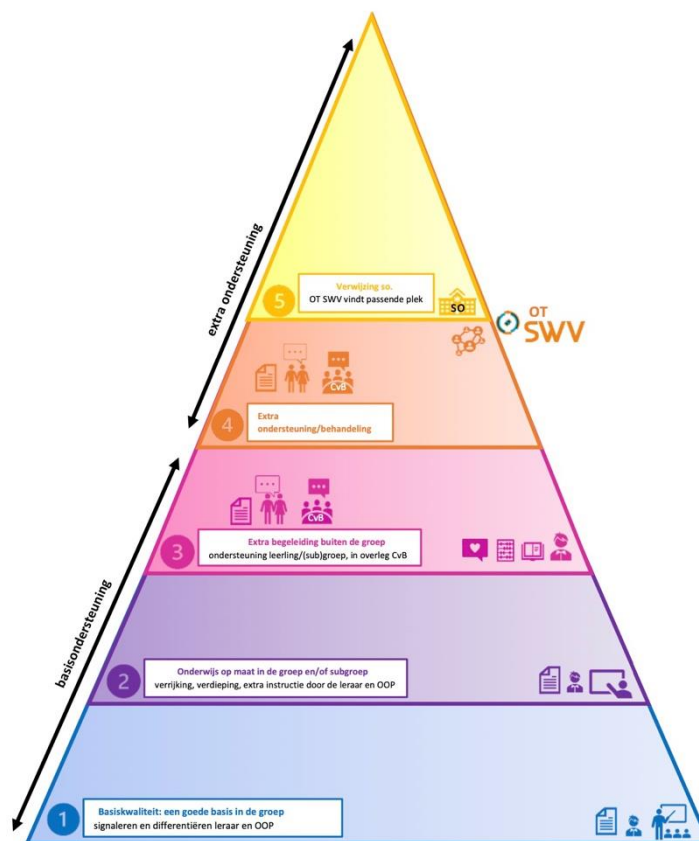 extra ondersteuning
5
Verwijzing so.
OT SWV vindt passende plek
SO
OT
SWV
CvB
4
Extra
ondersteuning/behandeling
basisondersteuning
CvB
3
Extra begeleiding buiten de groep
ondersteuning leerling/(sub)groep, in overleg CvB
2
Onderwijs op maat in de groep en/of subgroep
verrijking, verdieping, extra instructie door de leraar en OOP
1
Basiskwaliteit: een goede basis in de groep
signaleren en differentiëren leraar en OOP